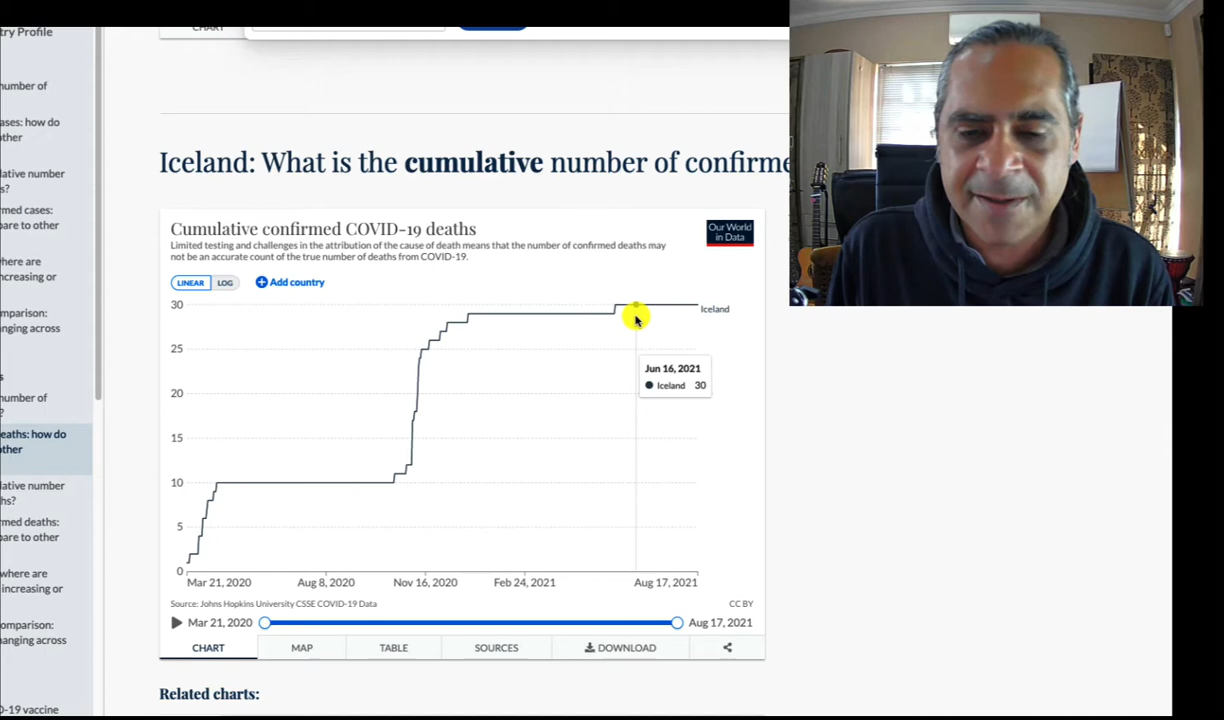 try Profile
CHART
number of
ases: how do
ther
lative number
s?
rmed cases:
pare to other
where are
ncreasing or
mparison:
nging across
s
number of
?
eaths: how do
other
lative number
ths?
rmed deaths:
pare to other
where are
increasing or
omparison:
hanging across
D-19 vaccine
Iceland: What is the cumulative number of confirme
Cumulative confirmed COVID-19 deaths
Limited testing and challenges in the attribution of the cause of death means that the number of confirmed deaths may
not be an accurate count of the true number of deaths from COVID-19.
Our World
in Data
LINEAR LOG Add country
30
25
20
15
10
5
0
Iceland
Jun 16, 2021
Iceland 30
Mar 21, 2020 Aug 8, 2020 Nov 16, 2020 Feb 24, 2021 Aug 17, 2021
Source: Johns Hopkins University CSSE COVID-19 Data CC BY
Mar 21, 2020 Aug 17, 2021
CHART MAP TABLE SOURCES DOWNLOAD
Related charts: